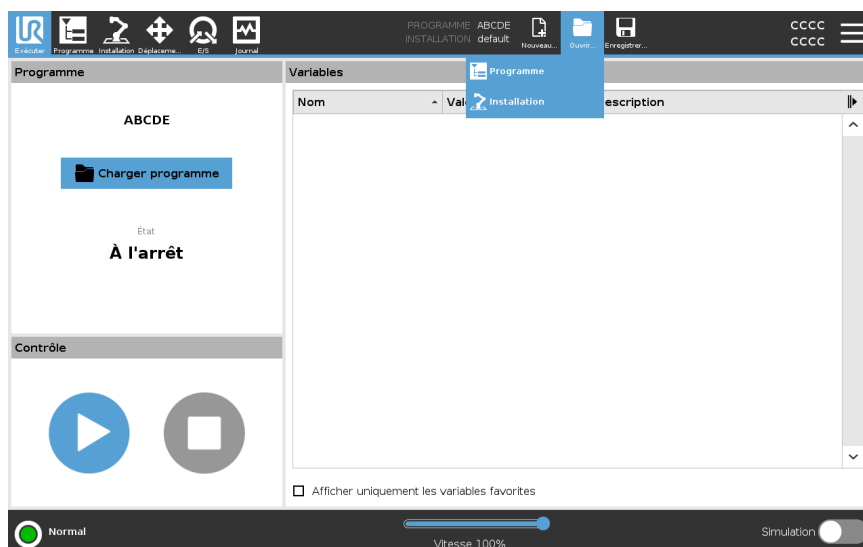 UR
Exécuter
Programme
Installation
Déplaceme...
E/S
Journal
PROGRAMME ABCDE
INSTALLATION default
Nouveau...
Ouvrir...
Enregistrer...
CCCC
CCCC
Programme
Variables
Programme
Installation
Nom
escription
ABCDE
Charger programme
État
À l'arrêt
Contrôle
Afficher uniquement les variables favorites
Normal
Vitesse 100%
Simulation